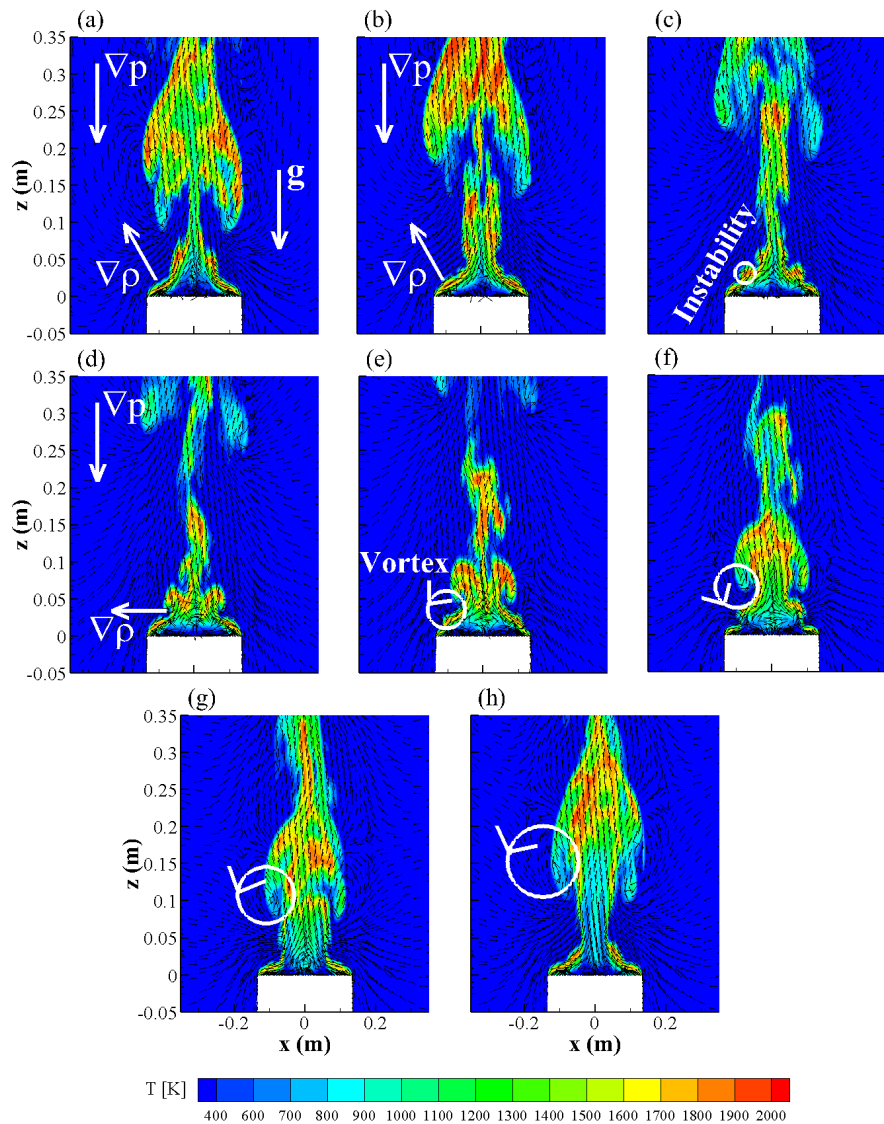 (a) (b) (c)
0.35
∇p ∇p
0.3
0.25
0.2
z (m)
0.15
g
0.1
∇ρ ∇ρ
Instability
0.05
0
-0.05
(d) (e) (f)
0.35
∇p
0.3
0.25
0.2
z (m)
0.15
Vortex
0.1
0.05
∇ρ
0
-0.05
(g) (h)
0.35
0.3
0.25
0.2
z (m)
0.15
0.1
0.05
0
-0.05
-0.2 0 0.2 -0.2 0 0.2
x (m) x (m)
T [K]
400 600 700 800 900 1000 1100 1200 1300 1400 1500 1600 1700 1800 1900 2000